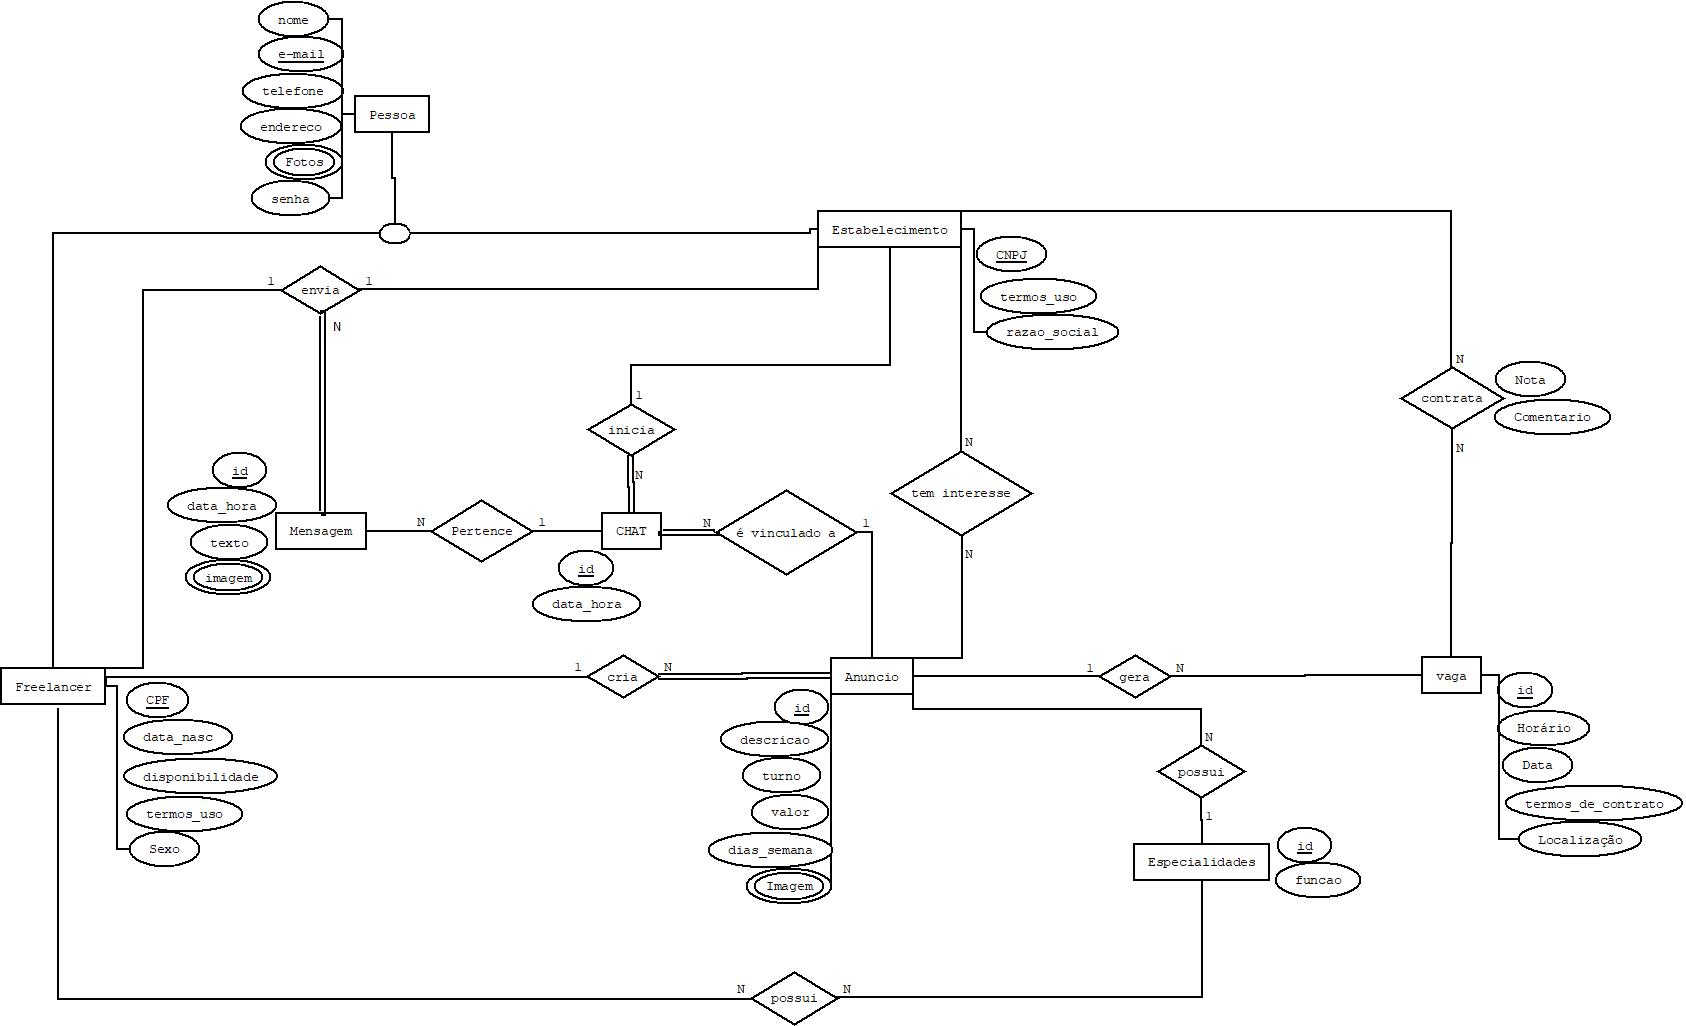 nome
e-mail
telefone
endereco
Pessoa
Fotos
senha
Estabelecimento
CNPJ
termos_uso
razao_social
1
envia
1
N
N
contrata
Nota
Comentario
N
1
inicia
N
N
tem interesse
N
id
data_hora
texto
imagem
Mensagem
N
Pertence
1
CHAT
id
data_hora
N
é vinculado a
1
Freelancer
CPF
data_nasc
disponibilidade
termos_uso
Sexo
1
cria
N
Anuncio
id
descricao
turno
valor
dias_semana
Imagem
1
gera
N
vaga
id
Horário
Data
termos_de_contrato
Localização
N
possui
1
Especialidades
id
funcao
N
possui
N